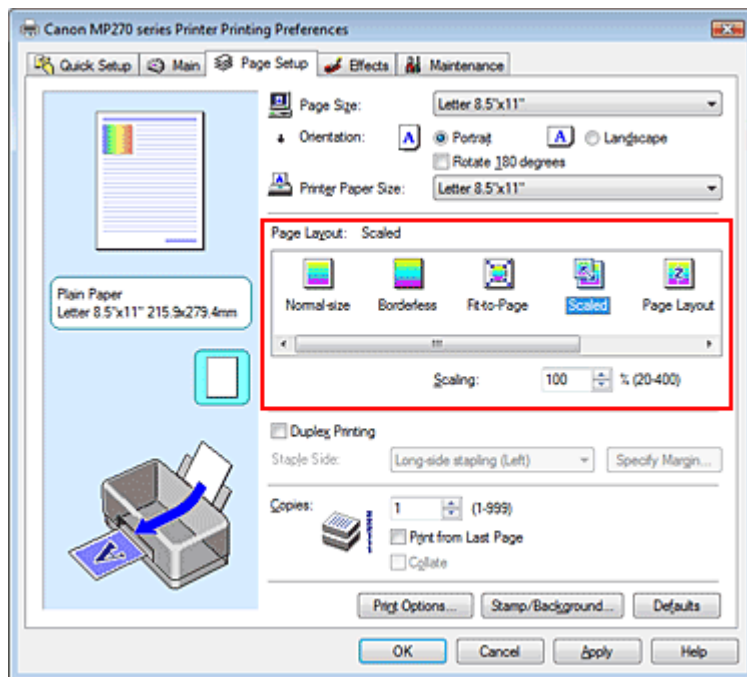 Canon MP270 series Printer Printing Preferences
Quick Setup Main Page Setup Effects Maintenance
Page Size: Letter 8.5"x11"
Orientation: A Portrait A Landscape
Rotate 180 degrees
Printer Paper Size: Letter 8.5"x11"
Page Layout: Scaled
Normal-size Borderless Fit-to-Page Scaled Page Layout
Scaling: 100 % (20-400)
Plain Paper
Letter 8.5"x11" 215.9x279.4mm
Duplex Printing
Staple Side: Long-side stapling (Left) Specify Margin...
Copies: 1 (1-999)
Print from Last Page
Collate
Print Options... Stamp/Background... Defaults
OK Cancel Apply Help